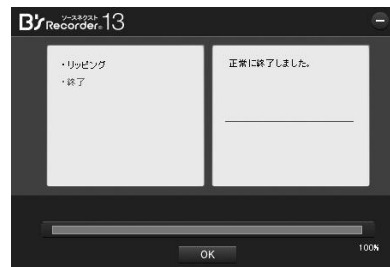 B's Recorder 13
ソースネクスト
・リッピング
・終了
正常に終了しました。
100%
OK